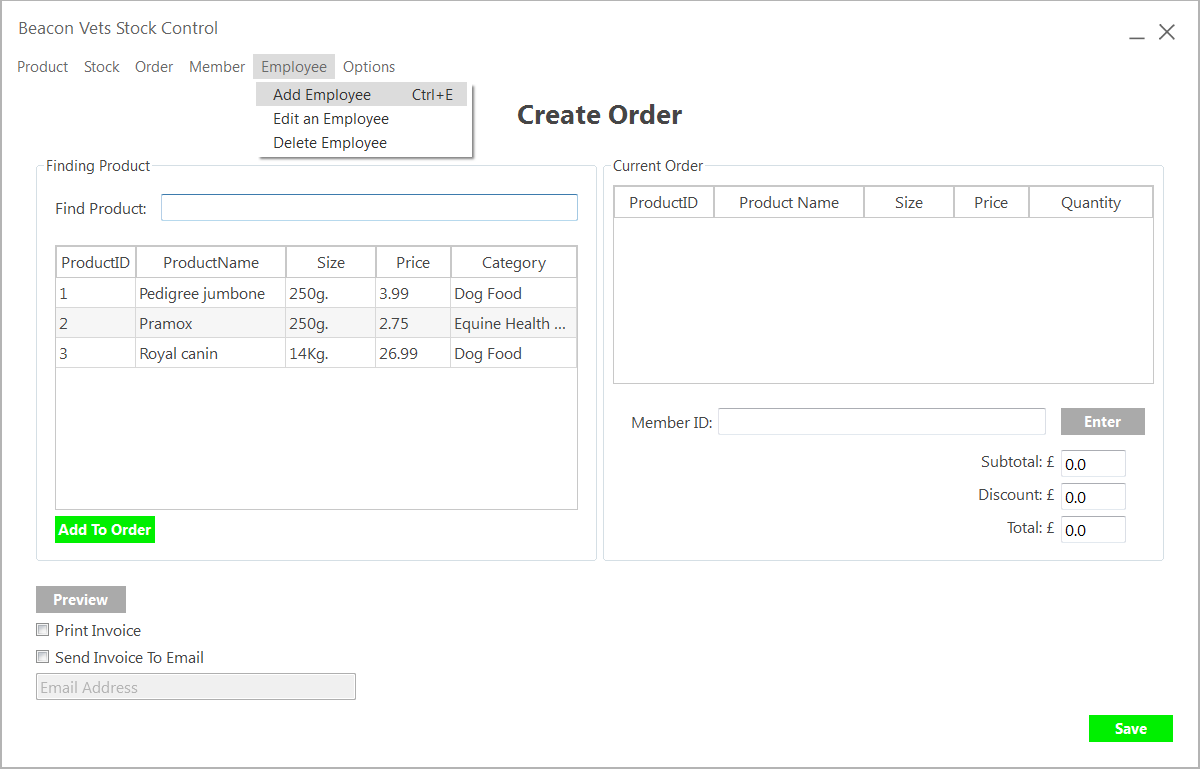 Beacon Vets Stock Control
Product Stock Order Member Employee Options
Add Employee Ctrl+E
Edit an Employee
Delete Employee
Create Order
Finding Product
Find Product:
ProductID ProductName Size Price Category
1 Pedigree jumbone 250g. 3.99 Dog Food
2 Pramox 250g. 2.75 Equine Health ...
3 Royal canin 14Kg. 26.99 Dog Food
Add To Order
Current Order
ProductID Product Name Size Price Quantity
Member ID: Enter
Subtotal: £ 0.0
Discount: £ 0.0
Total: £ 0.0
Preview
Print Invoice
Send Invoice To Email
Email Address
Save